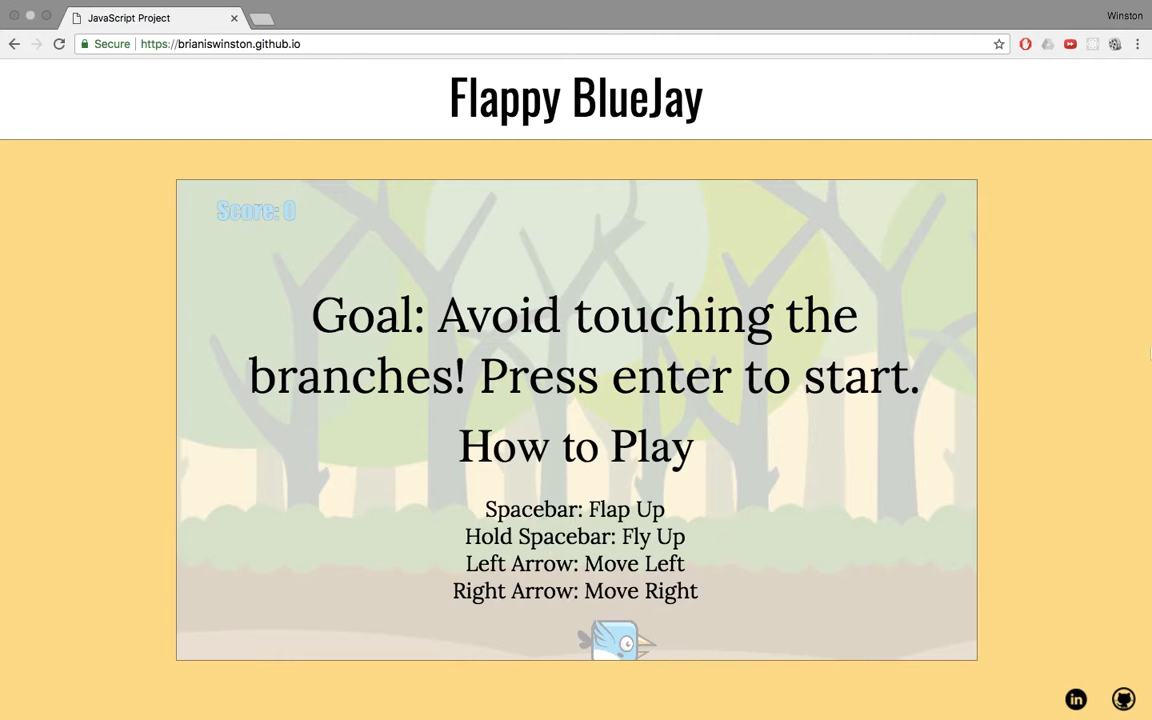 JavaScript Project
Winston
Secure
https://brianiswinston.github.io
Flappy BlueJay
Score: 0
Goal: Avoid touching the
branches! Press enter to start.
How to Play
Spacebar: Flap Up
Hold Spacebar: Fly Up
Left Arrow: Move Left
Right Arrow: Move Right
in